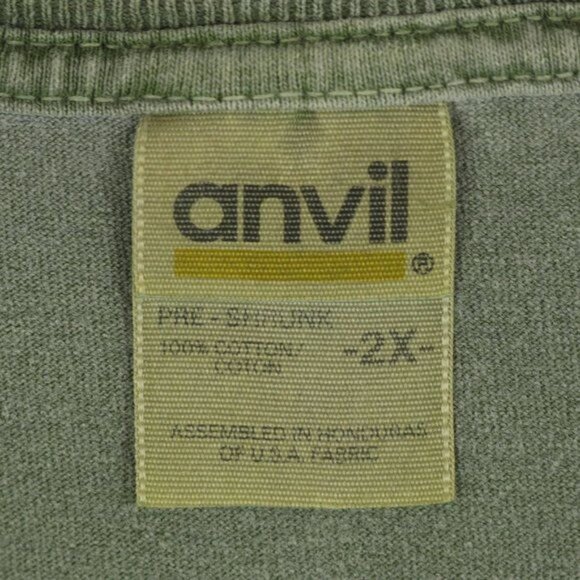 anvil®
PRE-SHRUNK
100% COTTON/
COTON
-2X-
ASSEMBLED IN HONDURAS
OF U.S.A. FABRIC